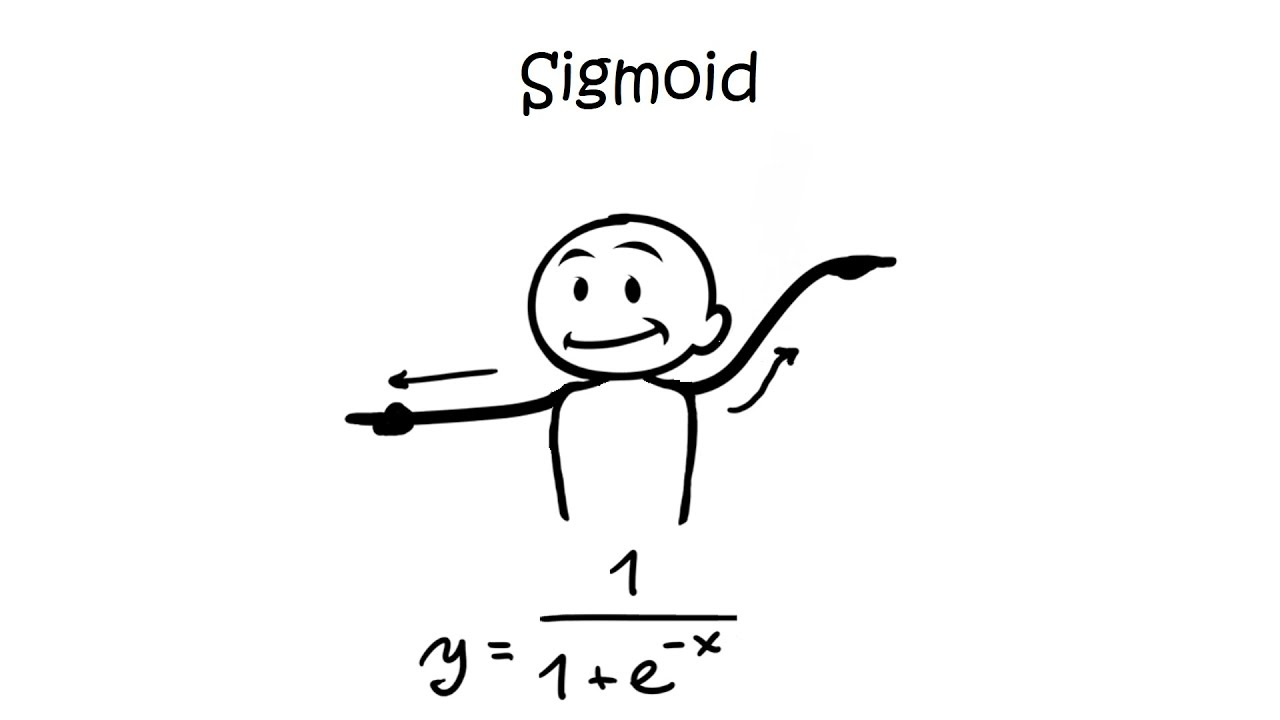 Sigmoid
y = 1 / (1 + e^-x)